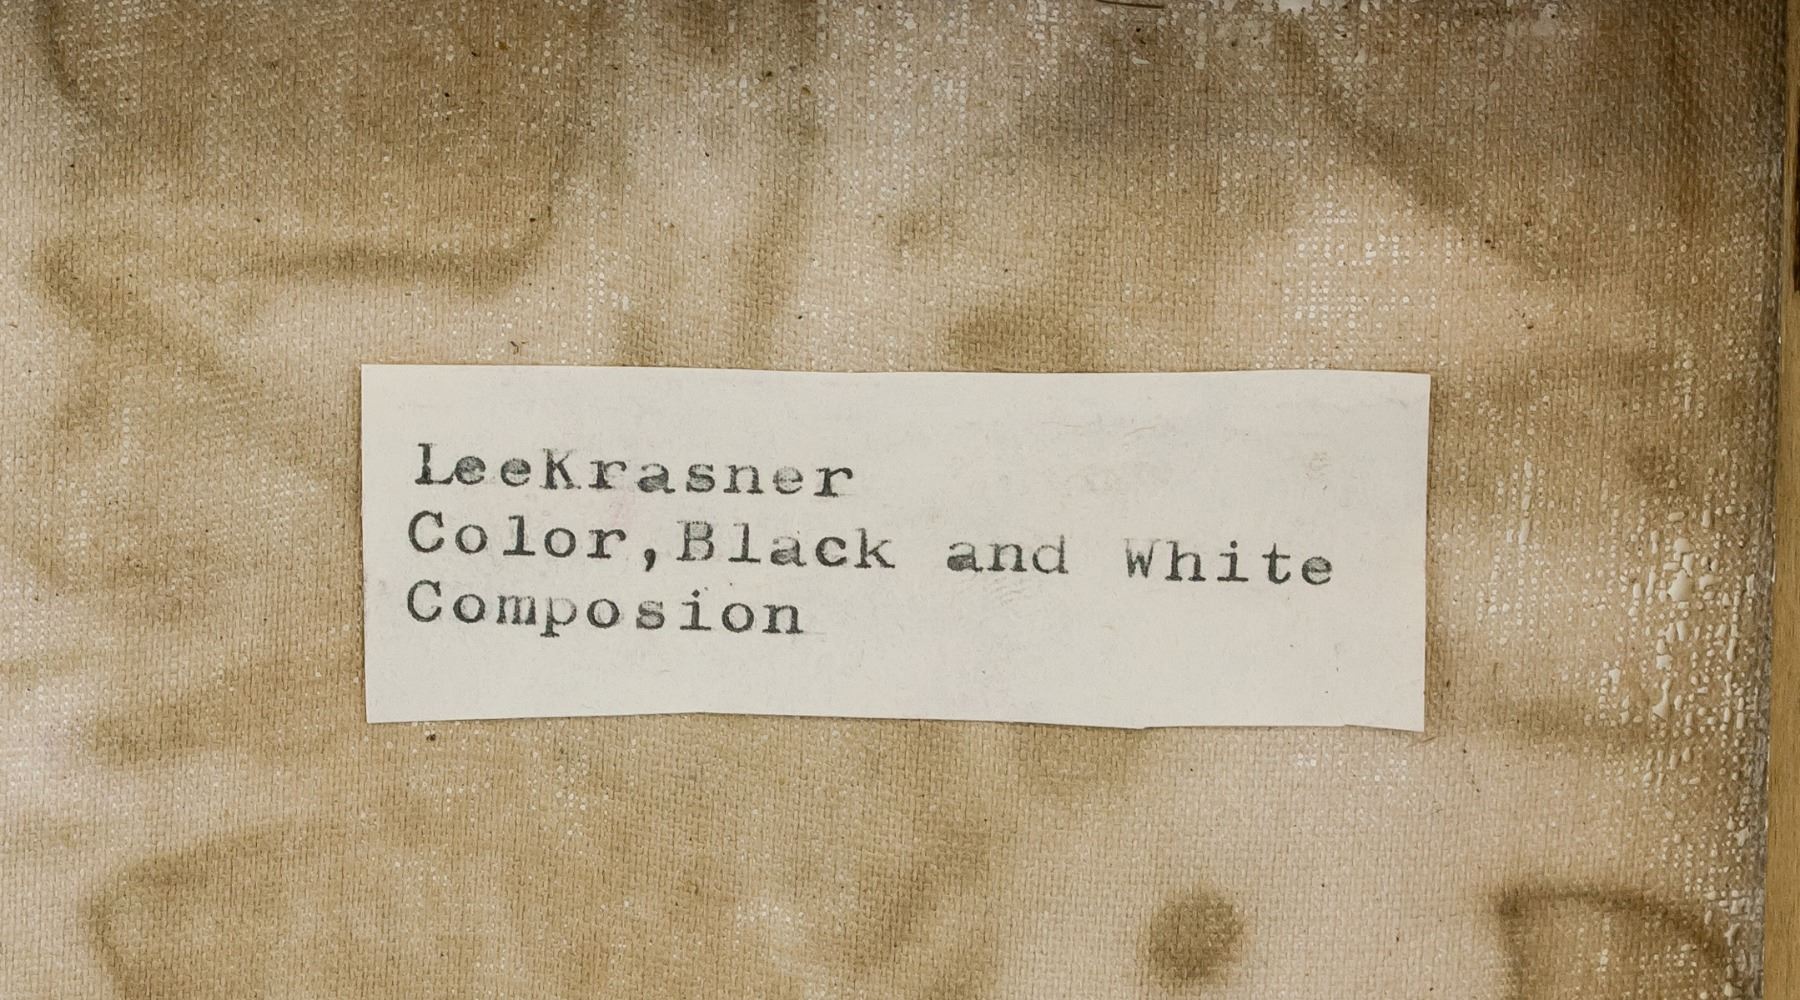 LeeKrasner
Color,Black and White
Composion